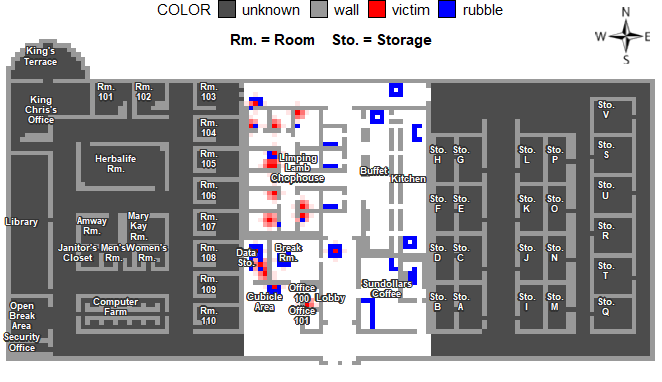 COLOR unknown wall victim rubble
Rm. = Room Sto. = Storage
N
W E
S
King's
Terrace
King
Chris's
Office
Rm.
101
Rm.
102
Rm.
103
Rm.
104
Rm.
105
Rm.
106
Rm.
107
Rm.
108
Rm.
109
Rm.
110
Herbalife
Rm.
Library
Amway
Rm.
Mary
Kay
Rm.
Janitor's
Closet
Men's
Rm.
Women's
Rm.
Open
Break
Area
Security
Office
Computer
Farm
Limping
Lamb
Chophouse
Buffet
Kitchen
Data
Sto.
Break
Rm.
Cubicle
Area
Office
100
Office
101
Lobby
Sundollars
Coffee
Sto.
H
Sto.
G
Sto.
F
Sto.
E
Sto.
D
Sto.
C
Sto.
B
Sto.
A
Sto.
L
Sto.
P
Sto.
K
Sto.
O
Sto.
J
Sto.
N
Sto.
I
Sto.
M
Sto.
V
Sto.
S
Sto.
U
Sto.
R
Sto.
T
Sto.
Q